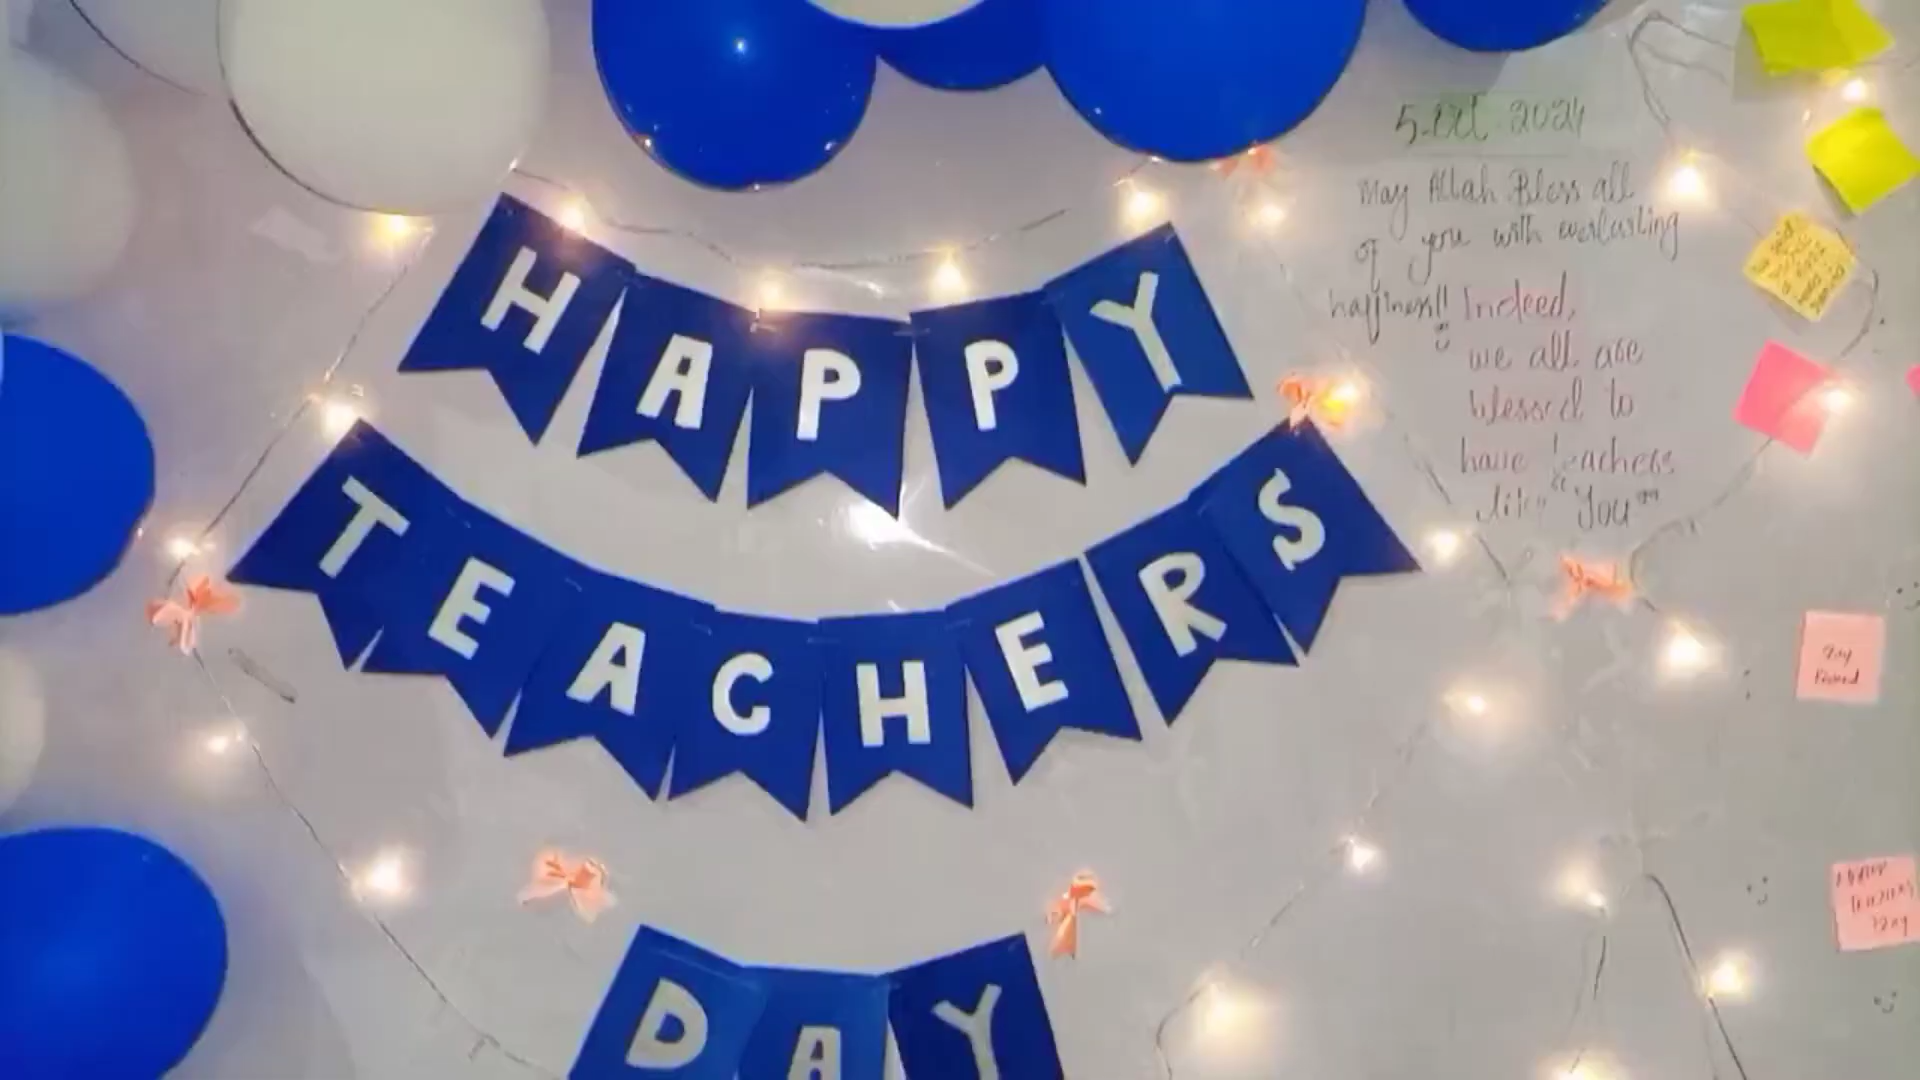 HAPPY
TEACHERS
DAY
5-Oct-2024
May Allah Bless all
of you with everlasting
happiness!! Indeed,
we all are
blessed to
have teachers
like "You"